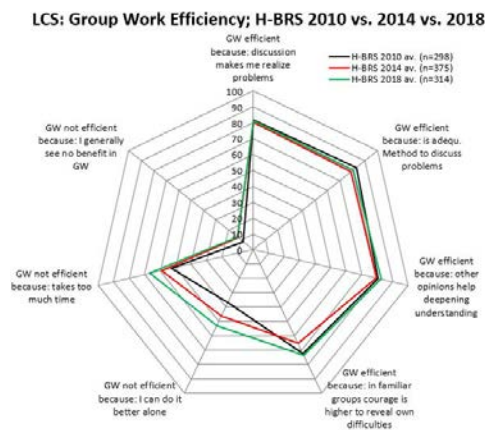 LCS: Group Work Efficiency; H-BRS 2010 vs. 2014 vs. 2018
GW efficient
because: discussion
makes me realize
problems
H-BRS 2010 av. (n=298)
H-BRS 2014 av. (n=375)
H-BRS 2018 av. (n=314)
100
90
80
70
60
50
40
30
20
10
0
GW efficient
because: is adequ.
Method to discuss
problems
GW efficient
because: other
opinions help
deepening
understanding
GW efficient
because: in familiar
groups courage is
higher to reveal own
difficulties
GW not efficient
because: I can do it
better alone
GW not efficient
because: takes too
much time
GW not efficient
because: I generally
see no benefit in
GW